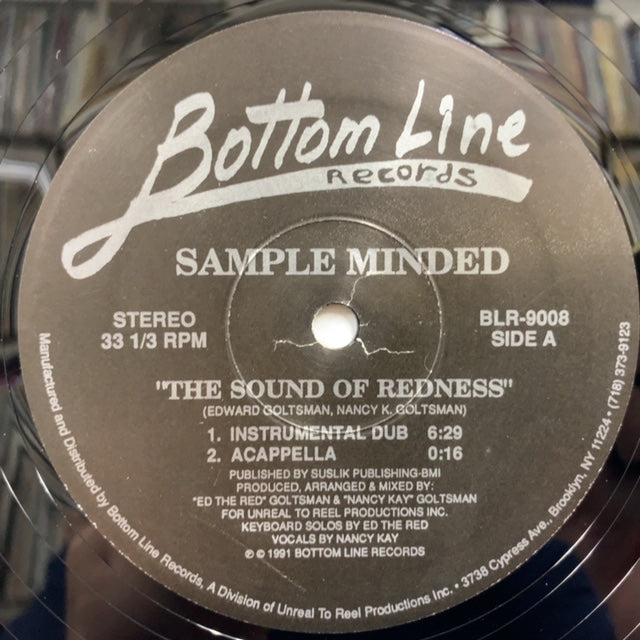 Bottom Line
Records
SAMPLE MINDED
STEREO
33 1/3 RPM
BLR-9008
SIDE A
"THE SOUND OF REDNESS"
(EDWARD GOLTSMAN, NANCY K. GOLTSMAN)
1. INSTRUMENTAL DUB 6:29
2. ACAPPELLA 0:16
PUBLISHED BY SUSLIK PUBLISHING-BMI
PRODUCED, ARRANGED & MIXED BY:
"ED THE RED" GOLTSMAN & "NANCY KAY" GOLTSMAN
FOR UNREAL TO REEL PRODUCTIONS INC.
KEYBOARD SOLOS BY ED THE RED
VOCALS BY NANCY KAY
℗ © 1991 BOTTOM LINE RECORDS
Manufactured and Distributed by Bottom Line Records, A Division of Unreal To Reel Productions Inc. • 3738 Cypress Ave., Brooklyn, NY 11224 • (718) 373-9123